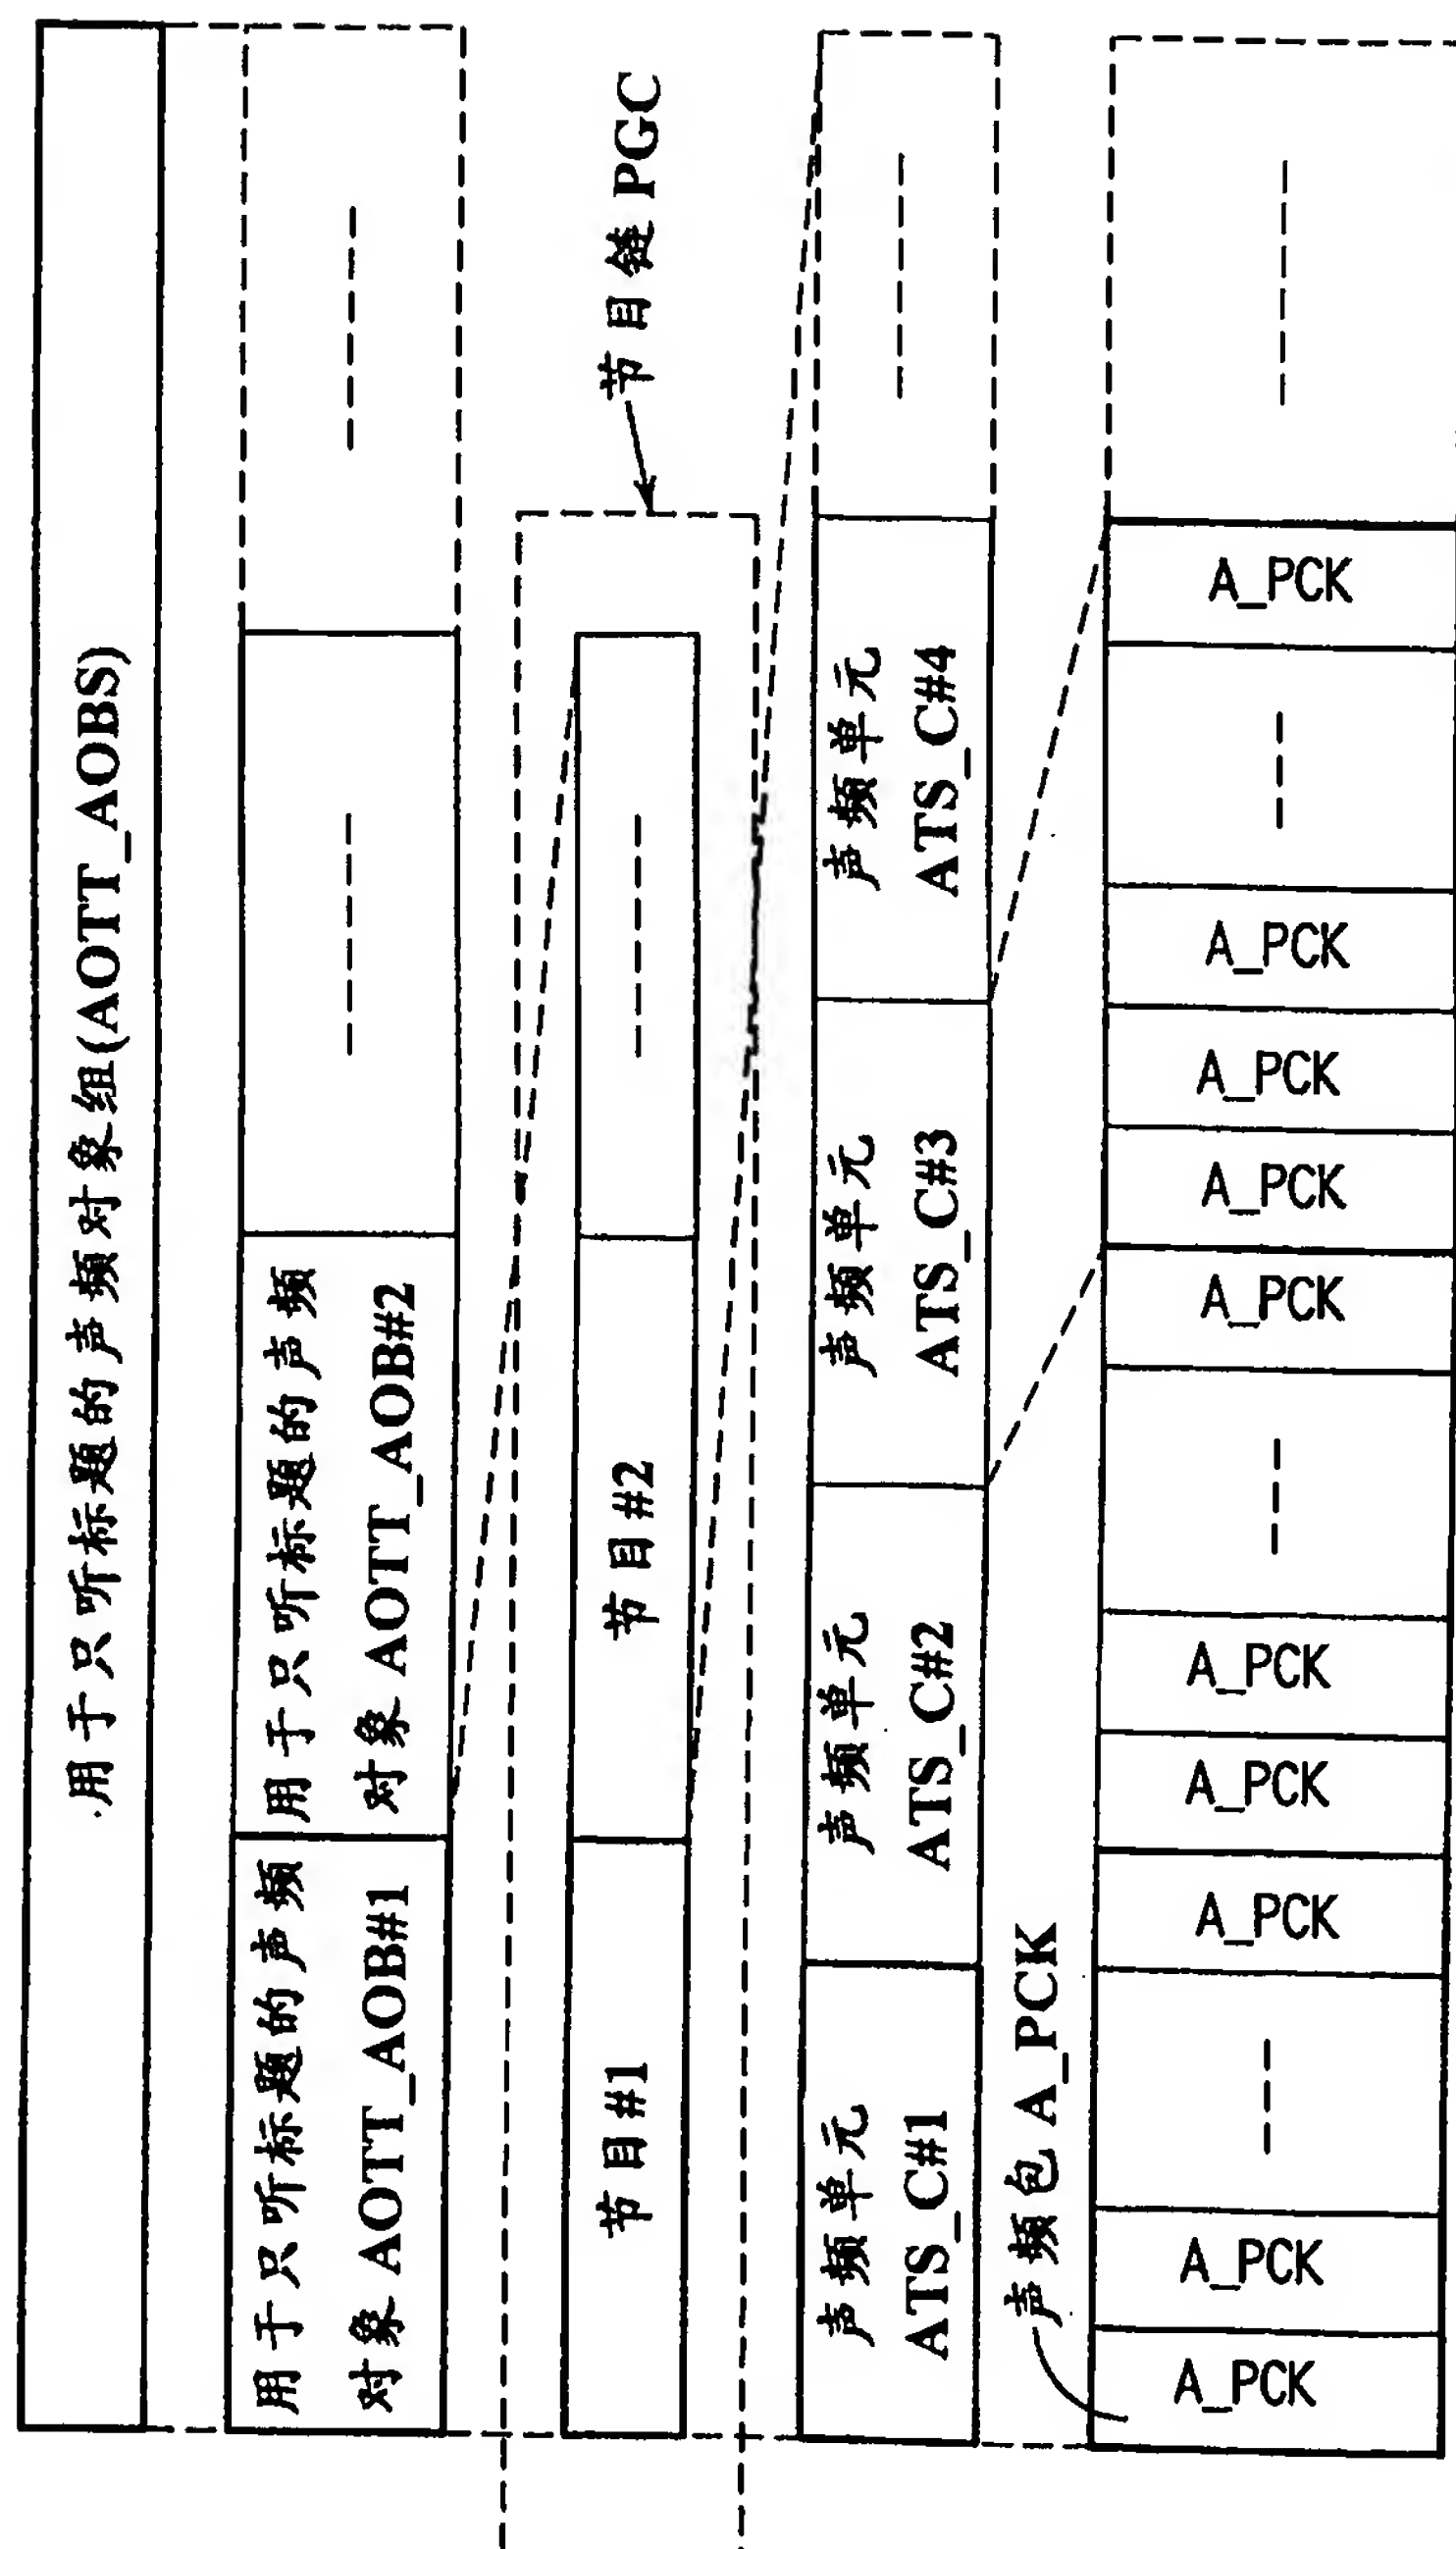 用于只听标题的声频对象组(AOTT_AOBS)
用于只听标题的声频
对象 AOTT_AOB#1
用于只听标题的声频
对象 AOTT_AOB#2
节目链 PGC
节目#1
节目#2
声频单元
ATS_C#1
声频单元
ATS_C#2
声频单元
ATS_C#3
声频单元
ATS_C#4
声频包 A_PCK
A_PCK
A_PCK
A_PCK
A_PCK
A_PCK
A_PCK
A_PCK
A_PCK
A_PCK
A_PCK